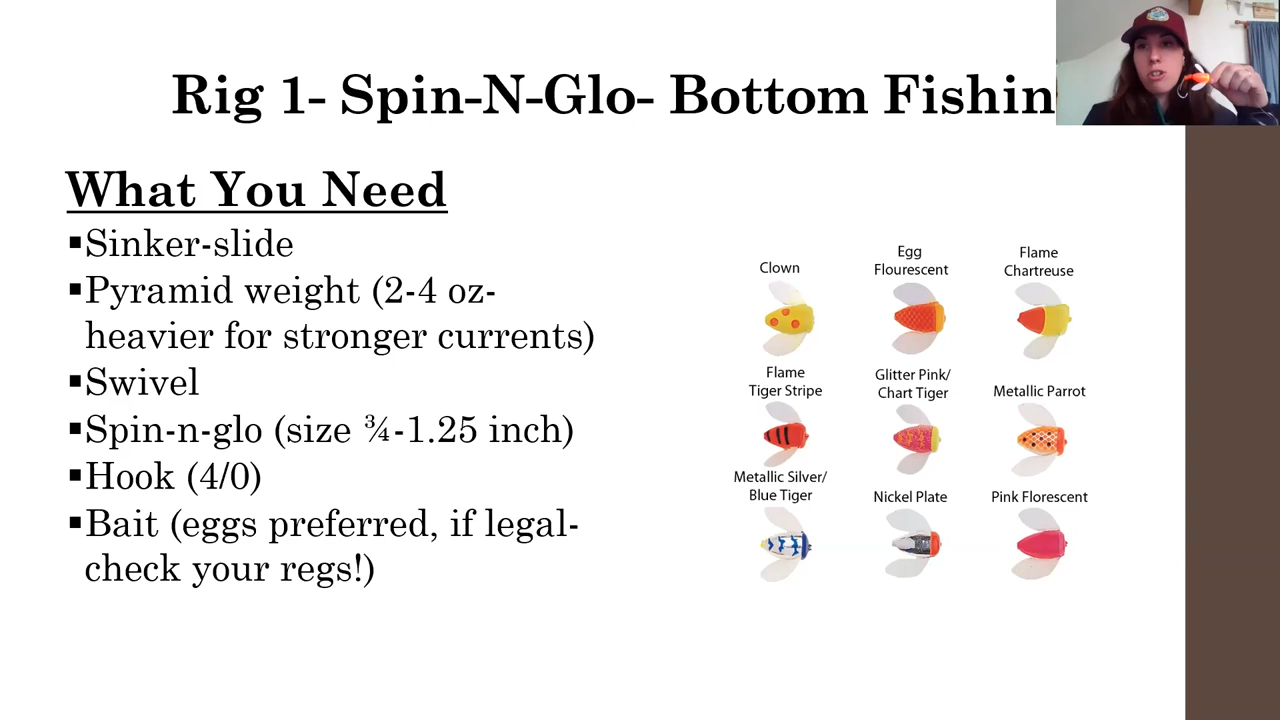 Rig 1- Spin-N-Glo- Bottom Fishin
What You Need
▪Sinker-slide
▪Pyramid weight (2-4 oz-
heavier for stronger currents)
▪Swivel
▪Spin-n-glo (size ¾-1.25 inch)
▪Hook (4/0)
▪Bait (eggs preferred, if legal-
check your regs!)
Clown
Egg
Flourescent
Flame
Chartreuse
Flame
Tiger Stripe
Glitter Pink/
Chart Tiger
Metallic Parrot
Metallic Silver/
Blue Tiger
Nickel Plate
Pink Florescent